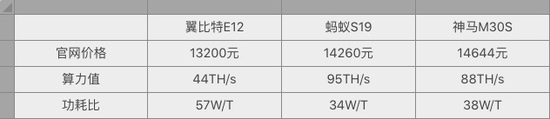 翼比特E12 蚂蚁S19 神马M30S
官网价格 13200元 14260元 14644元
算力值 44TH/s 95TH/s 88TH/s
功耗比 57W/T 34W/T 38W/T